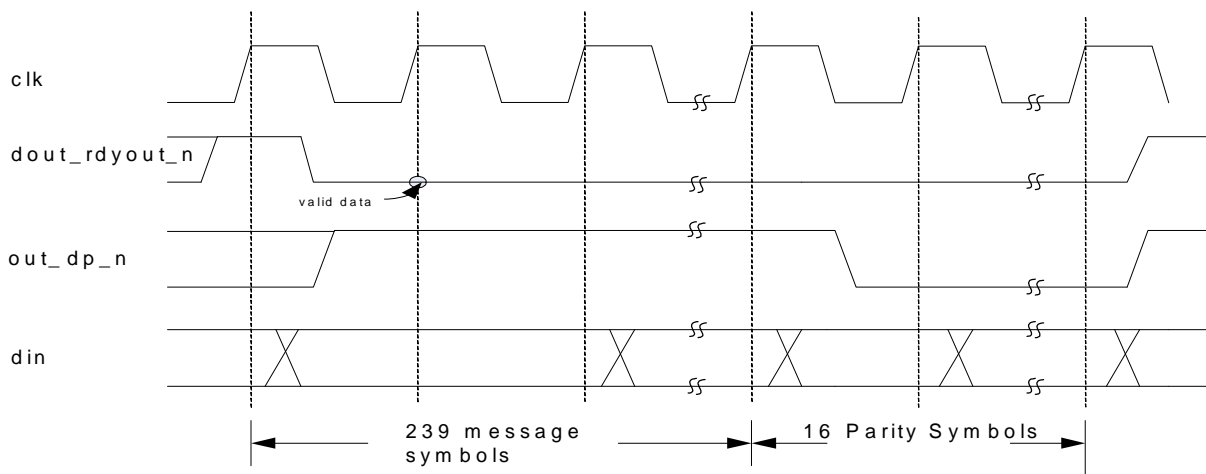 clk
dout_rdyout_n
valid data
out_dp_n
din
239 message
symbols
16 Parity Symbols